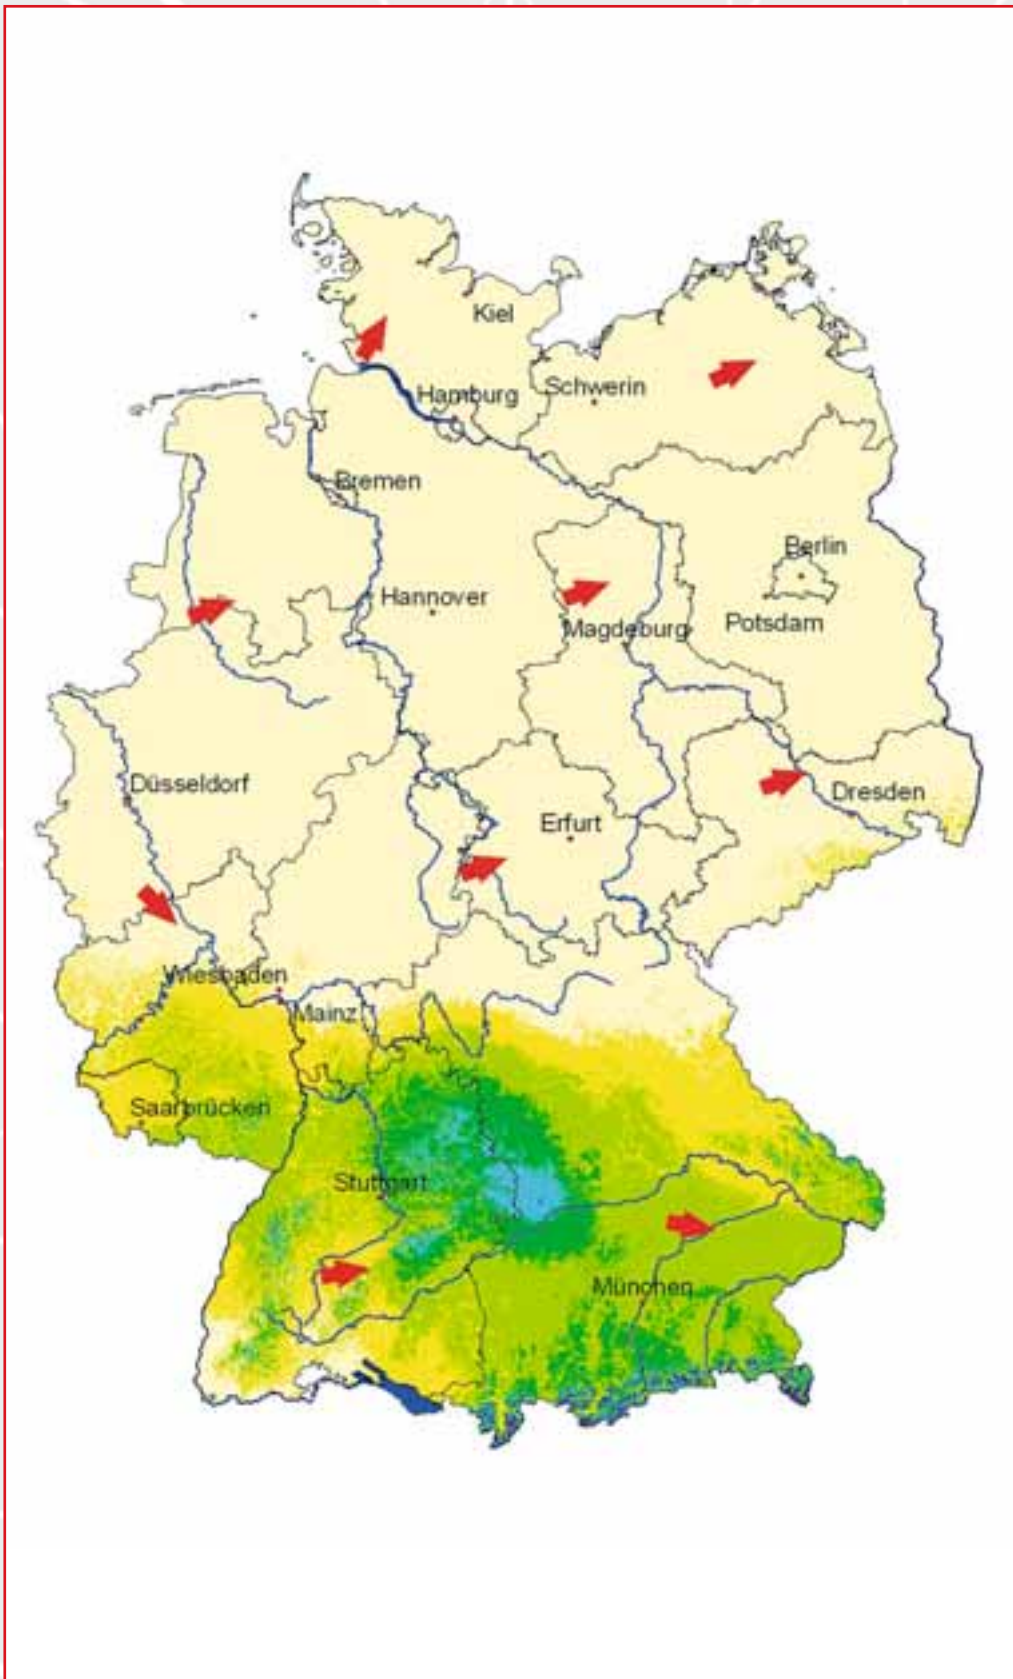 Kiel
Schwerin
Hamburg
Bremen
Berlin
Hannover
Potsdam
Magdeburg
Düsseldorf
Dresden
Erfurt
Wiesbaden
Mainz
Saarbrücken
Stuttgart
München